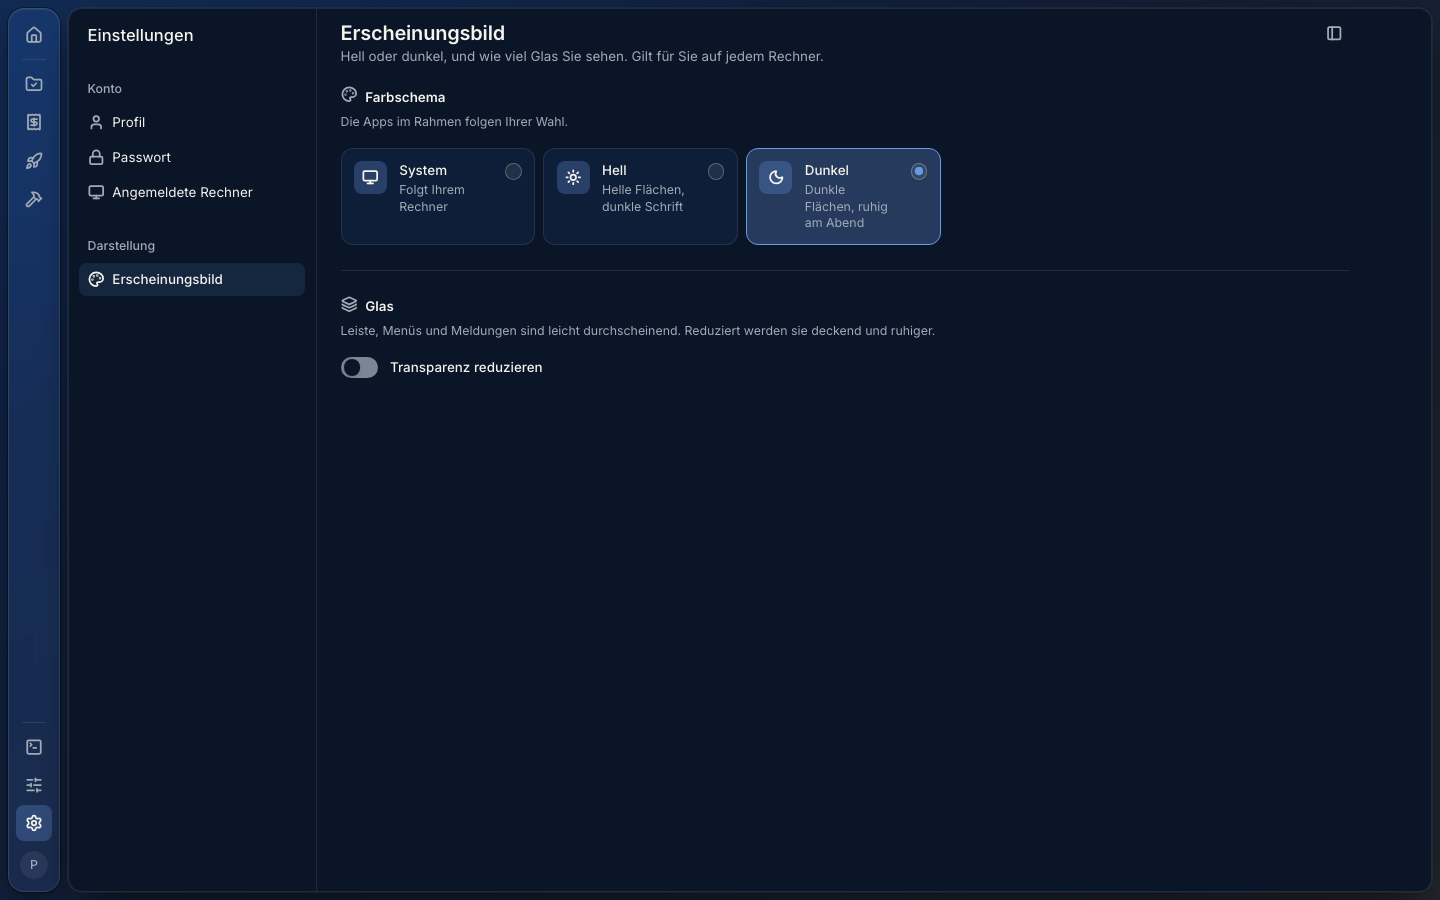 Einstellungen
Konto
Profil
Passwort
Angemeldete Rechner
Darstellung
Erscheinungsbild
P
Erscheinungsbild
Hell oder dunkel, und wie viel Glas Sie sehen. Gilt für Sie auf jedem Rechner.
Farbschema
Die Apps im Rahmen folgen Ihrer Wahl.
System
Folgt Ihrem
Rechner
Hell
Helle Flächen,
dunkle Schrift
Dunkel
Dunkle
Flächen, ruhig
am Abend
Glas
Leiste, Menüs und Meldungen sind leicht durchscheinend. Reduziert werden sie deckend und ruhiger.
Transparenz reduzieren